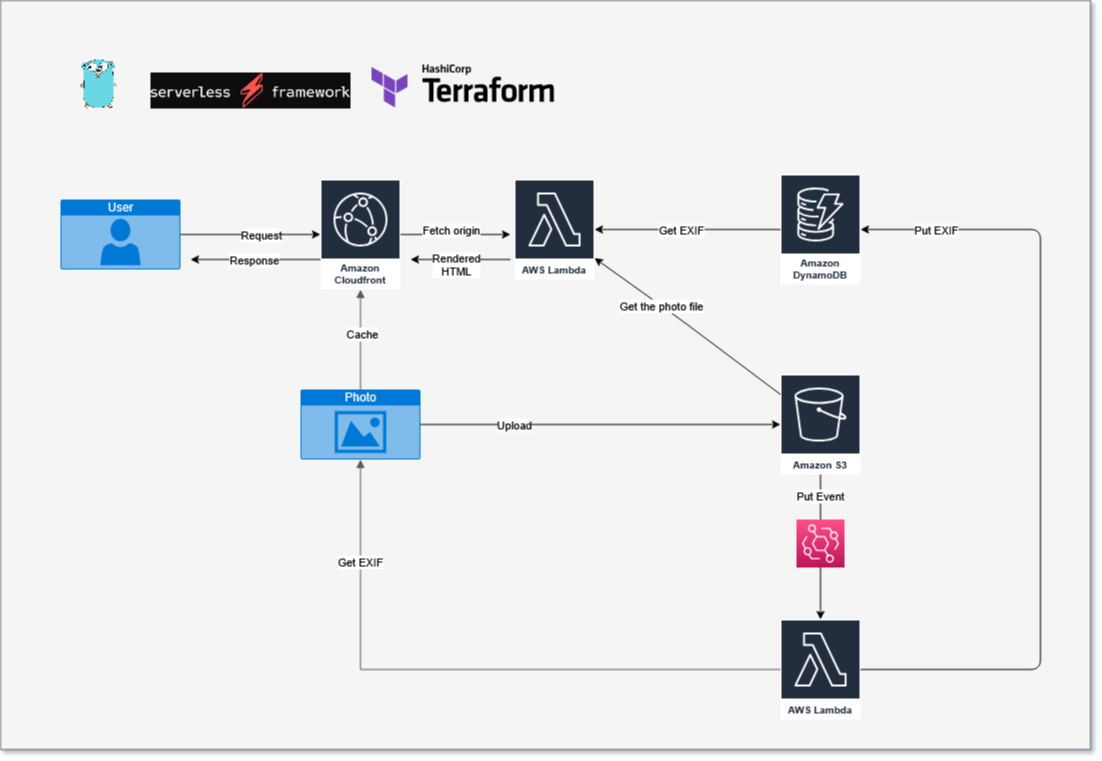 HashiCorp
Terraform
serverless framework
User
Request
Response
Amazon
Cloudfront
Fetch origin
Rendered
HTML
AWS Lambda
Get EXIF
Amazon
DynamoDB
Put EXIF
Get the photo file
Cache
Photo
Upload
Amazon S3
Put Event
Get EXIF
AWS Lambda